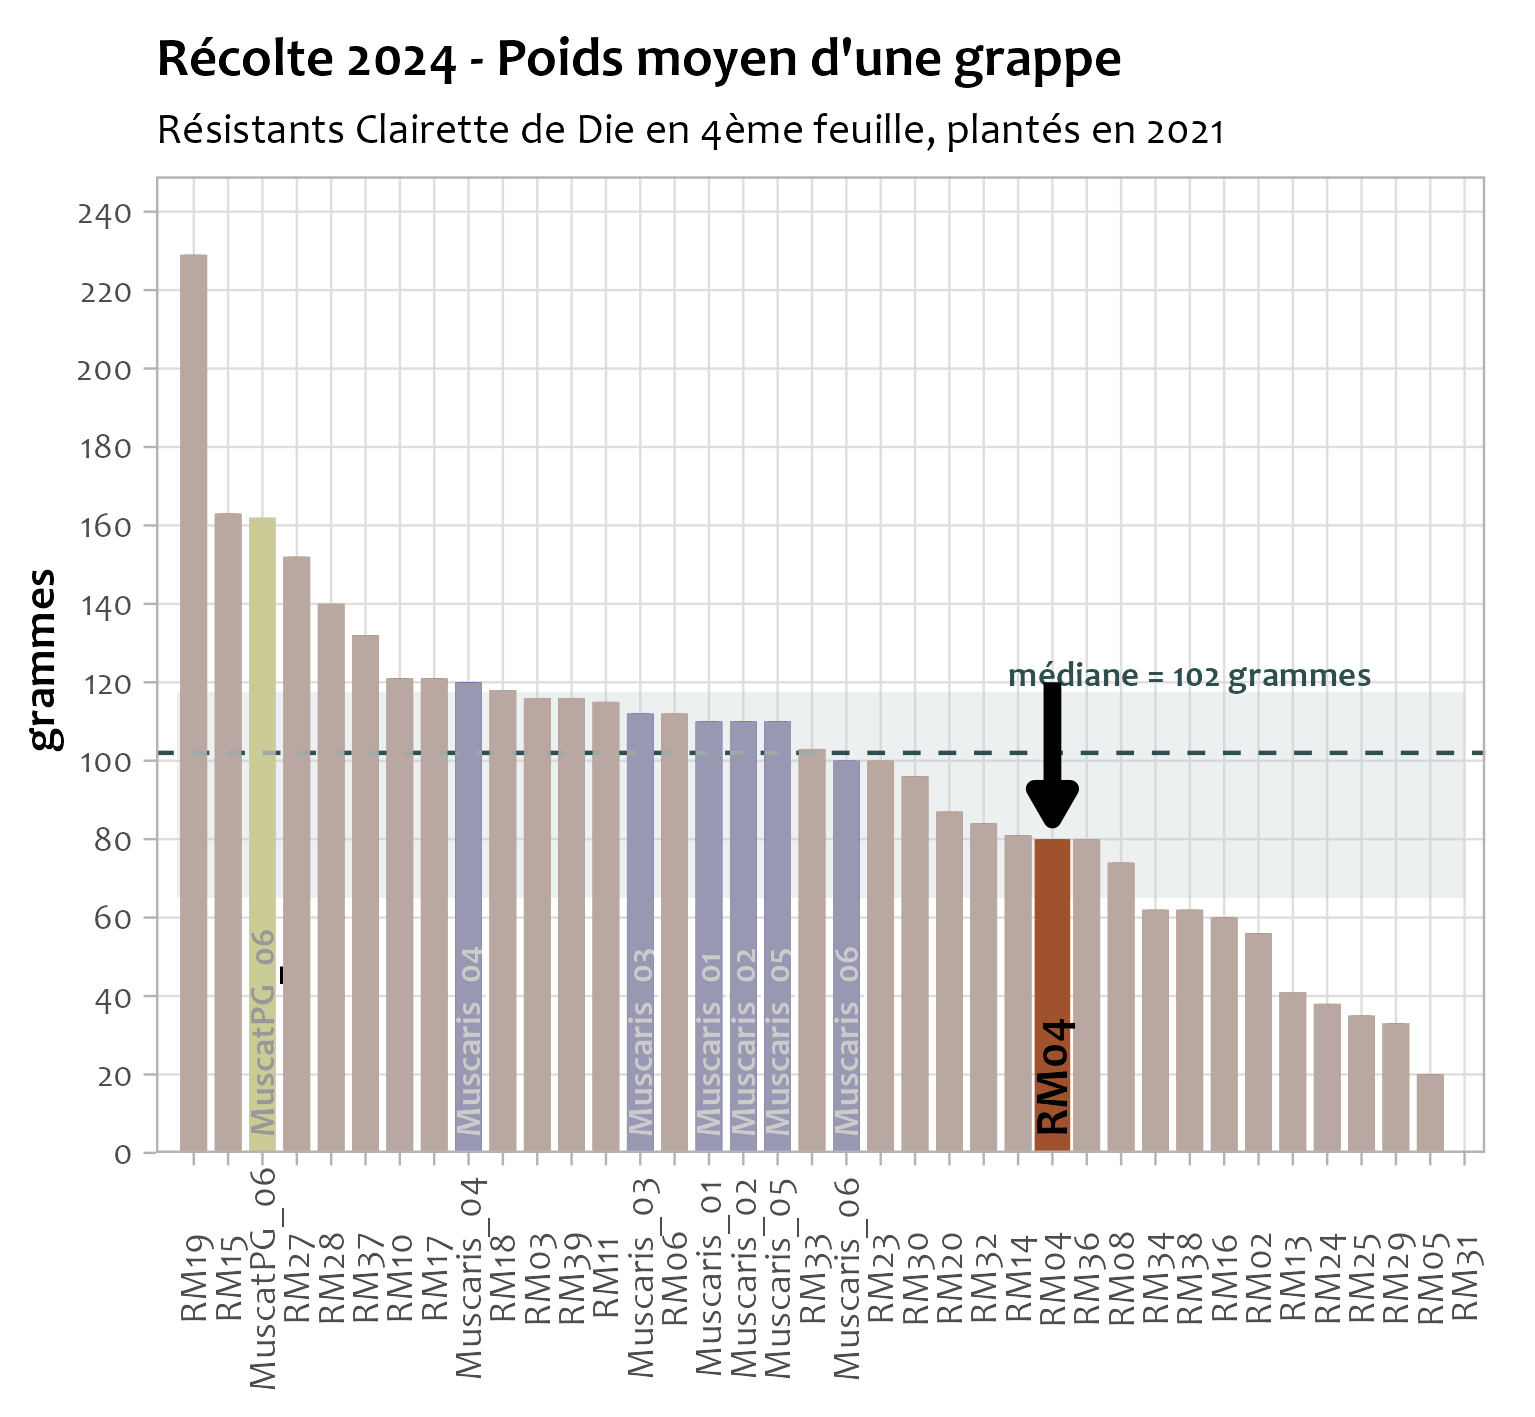 Récolte 2024 - Poids moyen d'une grappe
Résistants Clairette de Die en 4ème feuille, plantés en 2021
grammes
240
220
200
180
160
140
120
100
80
60
40
20
0
médiane = 102 grammes
MuscatPG_06
Muscaris_04
Muscaris_03
Muscaris_01
Muscaris_02
Muscaris_05
Muscaris_06
RM04
RM19
RM15
MuscatPG_06
RM27
RM28
RM37
RM10
RM17
Muscaris_04
RM18
RM03
RM39
RM11
Muscaris_03
RM06
Muscaris_01
Muscaris_02
Muscaris_05
RM33
Muscaris_06
RM23
RM30
RM20
RM32
RM14
RM04
RM36
RM08
RM34
RM38
RM16
RM02
RM13
RM24
RM25
RM29
RM05
RM31